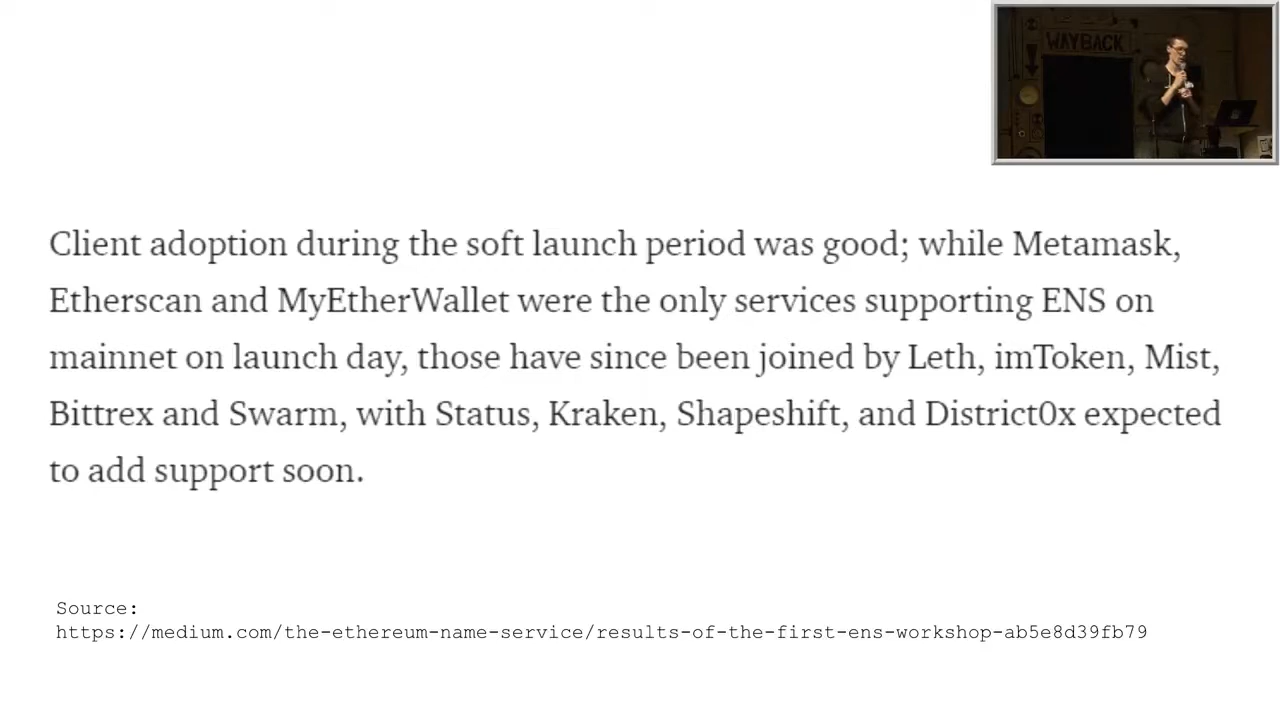 WAYBACK
Client adoption during the soft launch period was good; while Metamask,
Etherscan and MyEtherWallet were the only services supporting ENS on
mainnet on launch day, those have since been joined by Leth, imToken, Mist,
Bittrex and Swarm, with Status, Kraken, Shapeshift, and District0x expected
to add support soon.
Source:
https://medium.com/the-ethereum-name-service/results-of-the-first-ens-workshop-ab5e8d39fb79